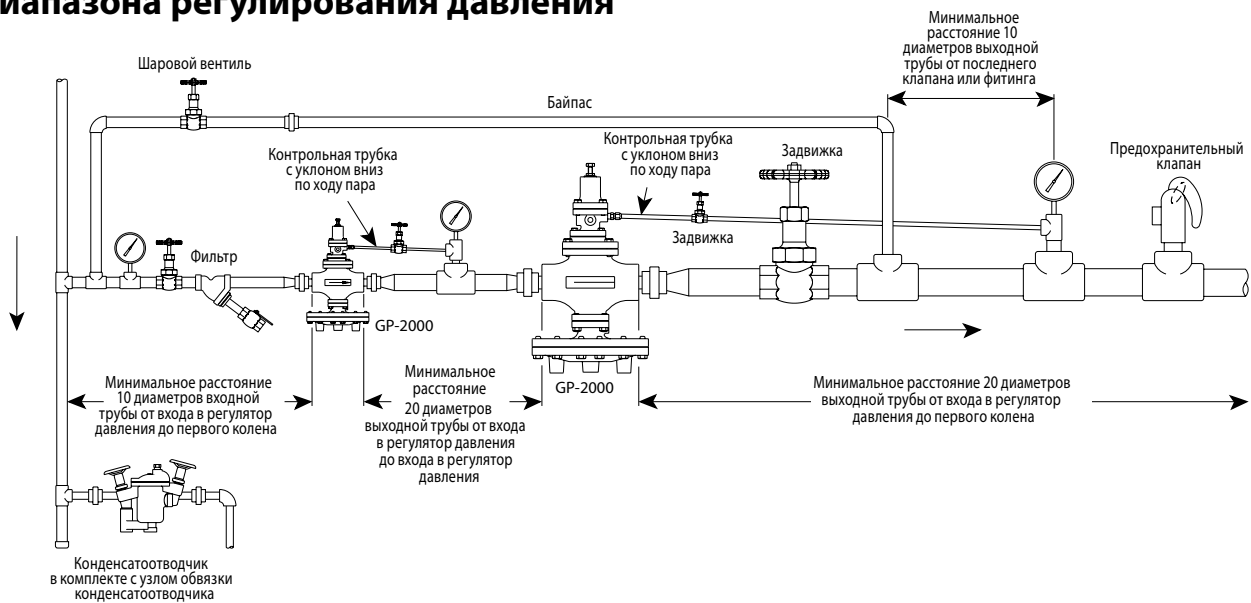 диапазона регулирования давления
Минимальное
расстояние 10
диаметров выходной
трубы от последнего
клапана или фитинга
Шаровой вентиль
Байпас
Контрольная трубка
с уклоном вниз
по ходу пара
Контрольная трубка
с уклоном вниз
по ходу пара
Задвижка
Предохранительный
клапан
Фильтр
Задвижка
GP-2000
GP-2000
Минимальное расстояние
10 диаметров входной
трубы от входа в регулятор
давления до первого колена
Минимальное
расстояние
20 диаметров
выходной трубы от входа
в регулятор давления
до входа в регулятор
давления
Минимальное расстояние 20 диаметров
выходной трубы от входа в регулятор
давления до первого колена
Конденсатоотводчик
в комплекте с узлом обвязки
конденсатоотводчика